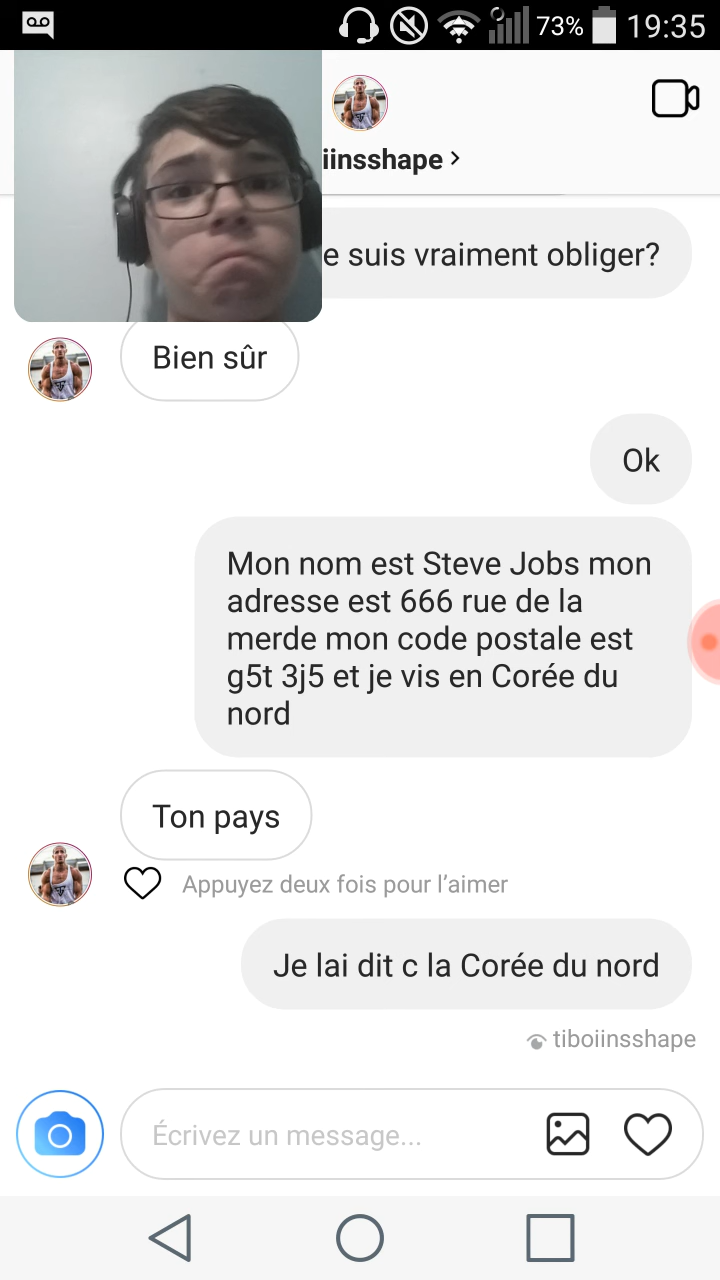 73% 19:35
iinsshape >
e suis vraiment obliger?
Bien sûr
Ok
Mon nom est Steve Jobs mon
adresse est 666 rue de la
merde mon code postale est
g5t 3j5 et je vis en Corée du
nord
Ton pays
Appuyez deux fois pour l'aimer
Je lai dit c la Corée du nord
tiboiinsshape
Écrivez un message...